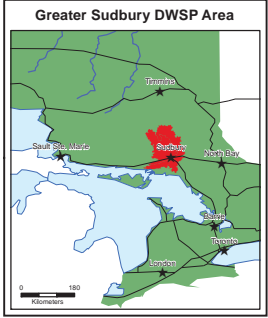 Greater Sudbury DWSP Area
Timmins
Sault Ste. Marie
Sudbury
North Bay
Barrie
Toronto
London
0 180
Kilometers